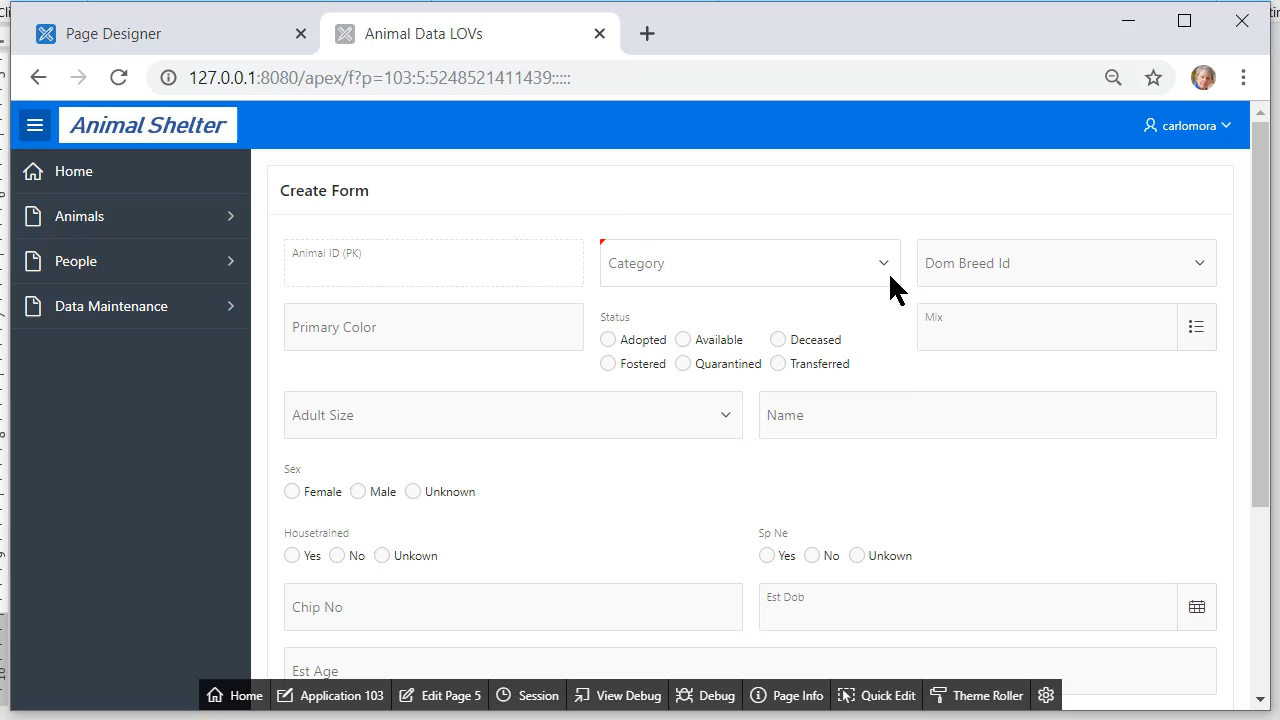 Page Designer
Animal Data LOVs
127.0.0.1:8080/apex/f?p=103:5:5248521411439:::::
Animal Shelter
carlomora
Home
Animals
People
Data Maintenance
Create Form
Animal ID (PK)
Category
Dom Breed Id
Primary Color
Status
Adopted Available Deceased
Fostered Quarantined Transferred
Mix
Adult Size
Name
Sex
Female Male Unknown
Housetrained
Yes No Unkown
Sp Ne
Yes No Unkown
Chip No
Est Dob
Est Age
Home Application 103 Edit Page 5 Session View Debug Debug Page Info Quick Edit Theme Roller